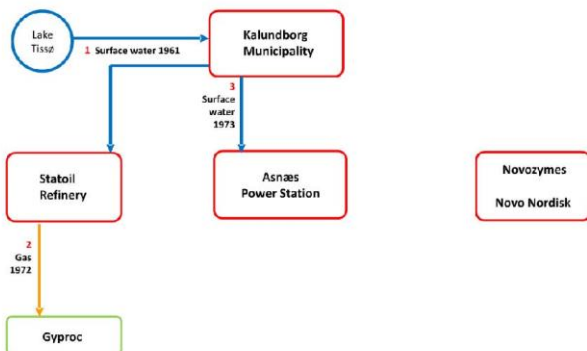 Lake
Tissø
1 Surface water 1961
Kalundborg
Municipality
3
Surface
water
1973
Statoil
Refinery
Asnæs
Power Station
Novozymes
Novo Nordisk
2
Gas
1972
Gyproc